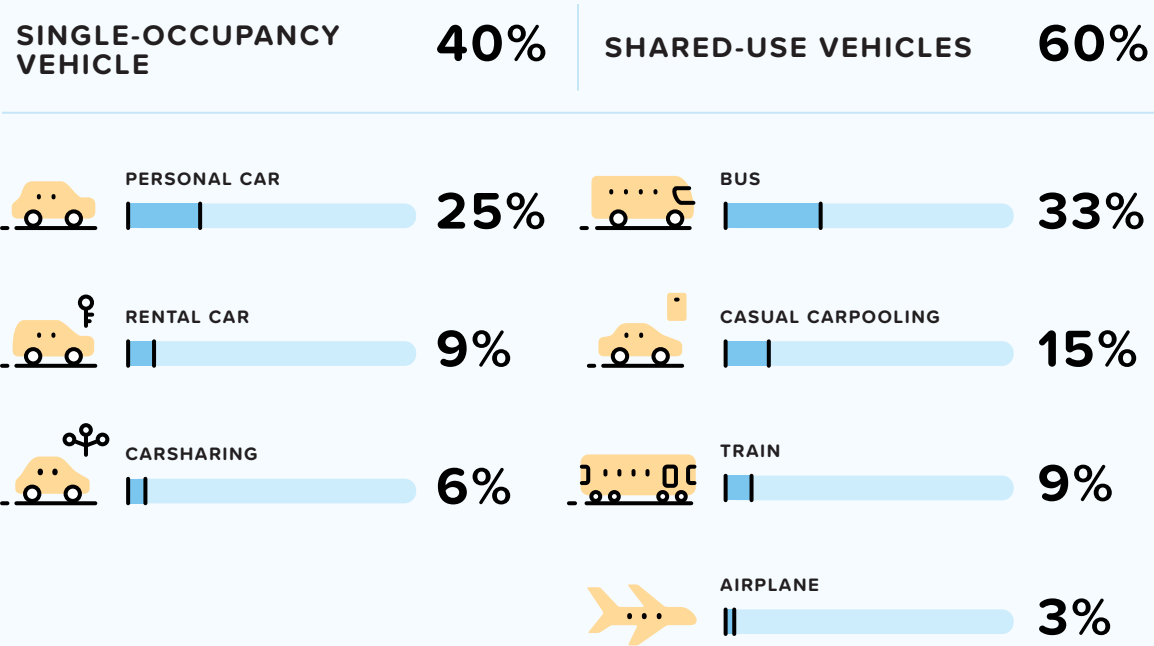 SINGLE-OCCUPANCY
VEHICLE
40%
SHARED-USE VEHICLES
60%
PERSONAL CAR
25%
RENTAL CAR
9%
CARSHARING
6%
BUS
33%
CASUAL CARPOOLING
15%
TRAIN
9%
AIRPLANE
3%